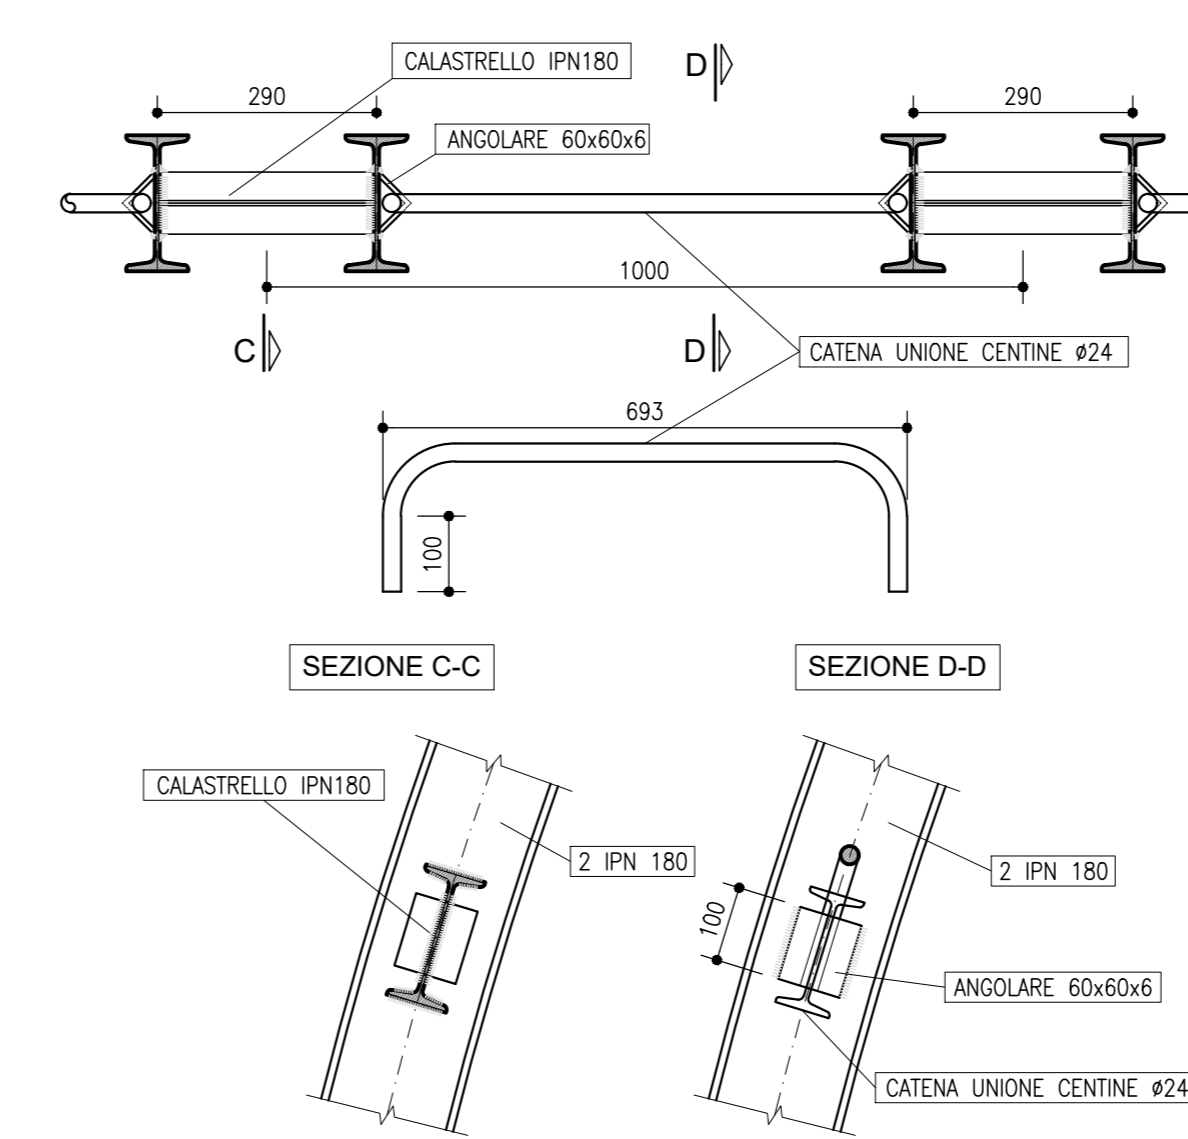 CALASTRELLO IPN180
D
290
290
ANGOLARE 60x60x6
1000
C
D
CATENA UNIONE CENTINE ø24
693
100
SEZIONE C-C
SEZIONE D-D
CALASTRELLO IPN180
2 IPN 180
2 IPN 180
100
ANGOLARE 60x60x6
CATENA UNIONE CENTINE ø24